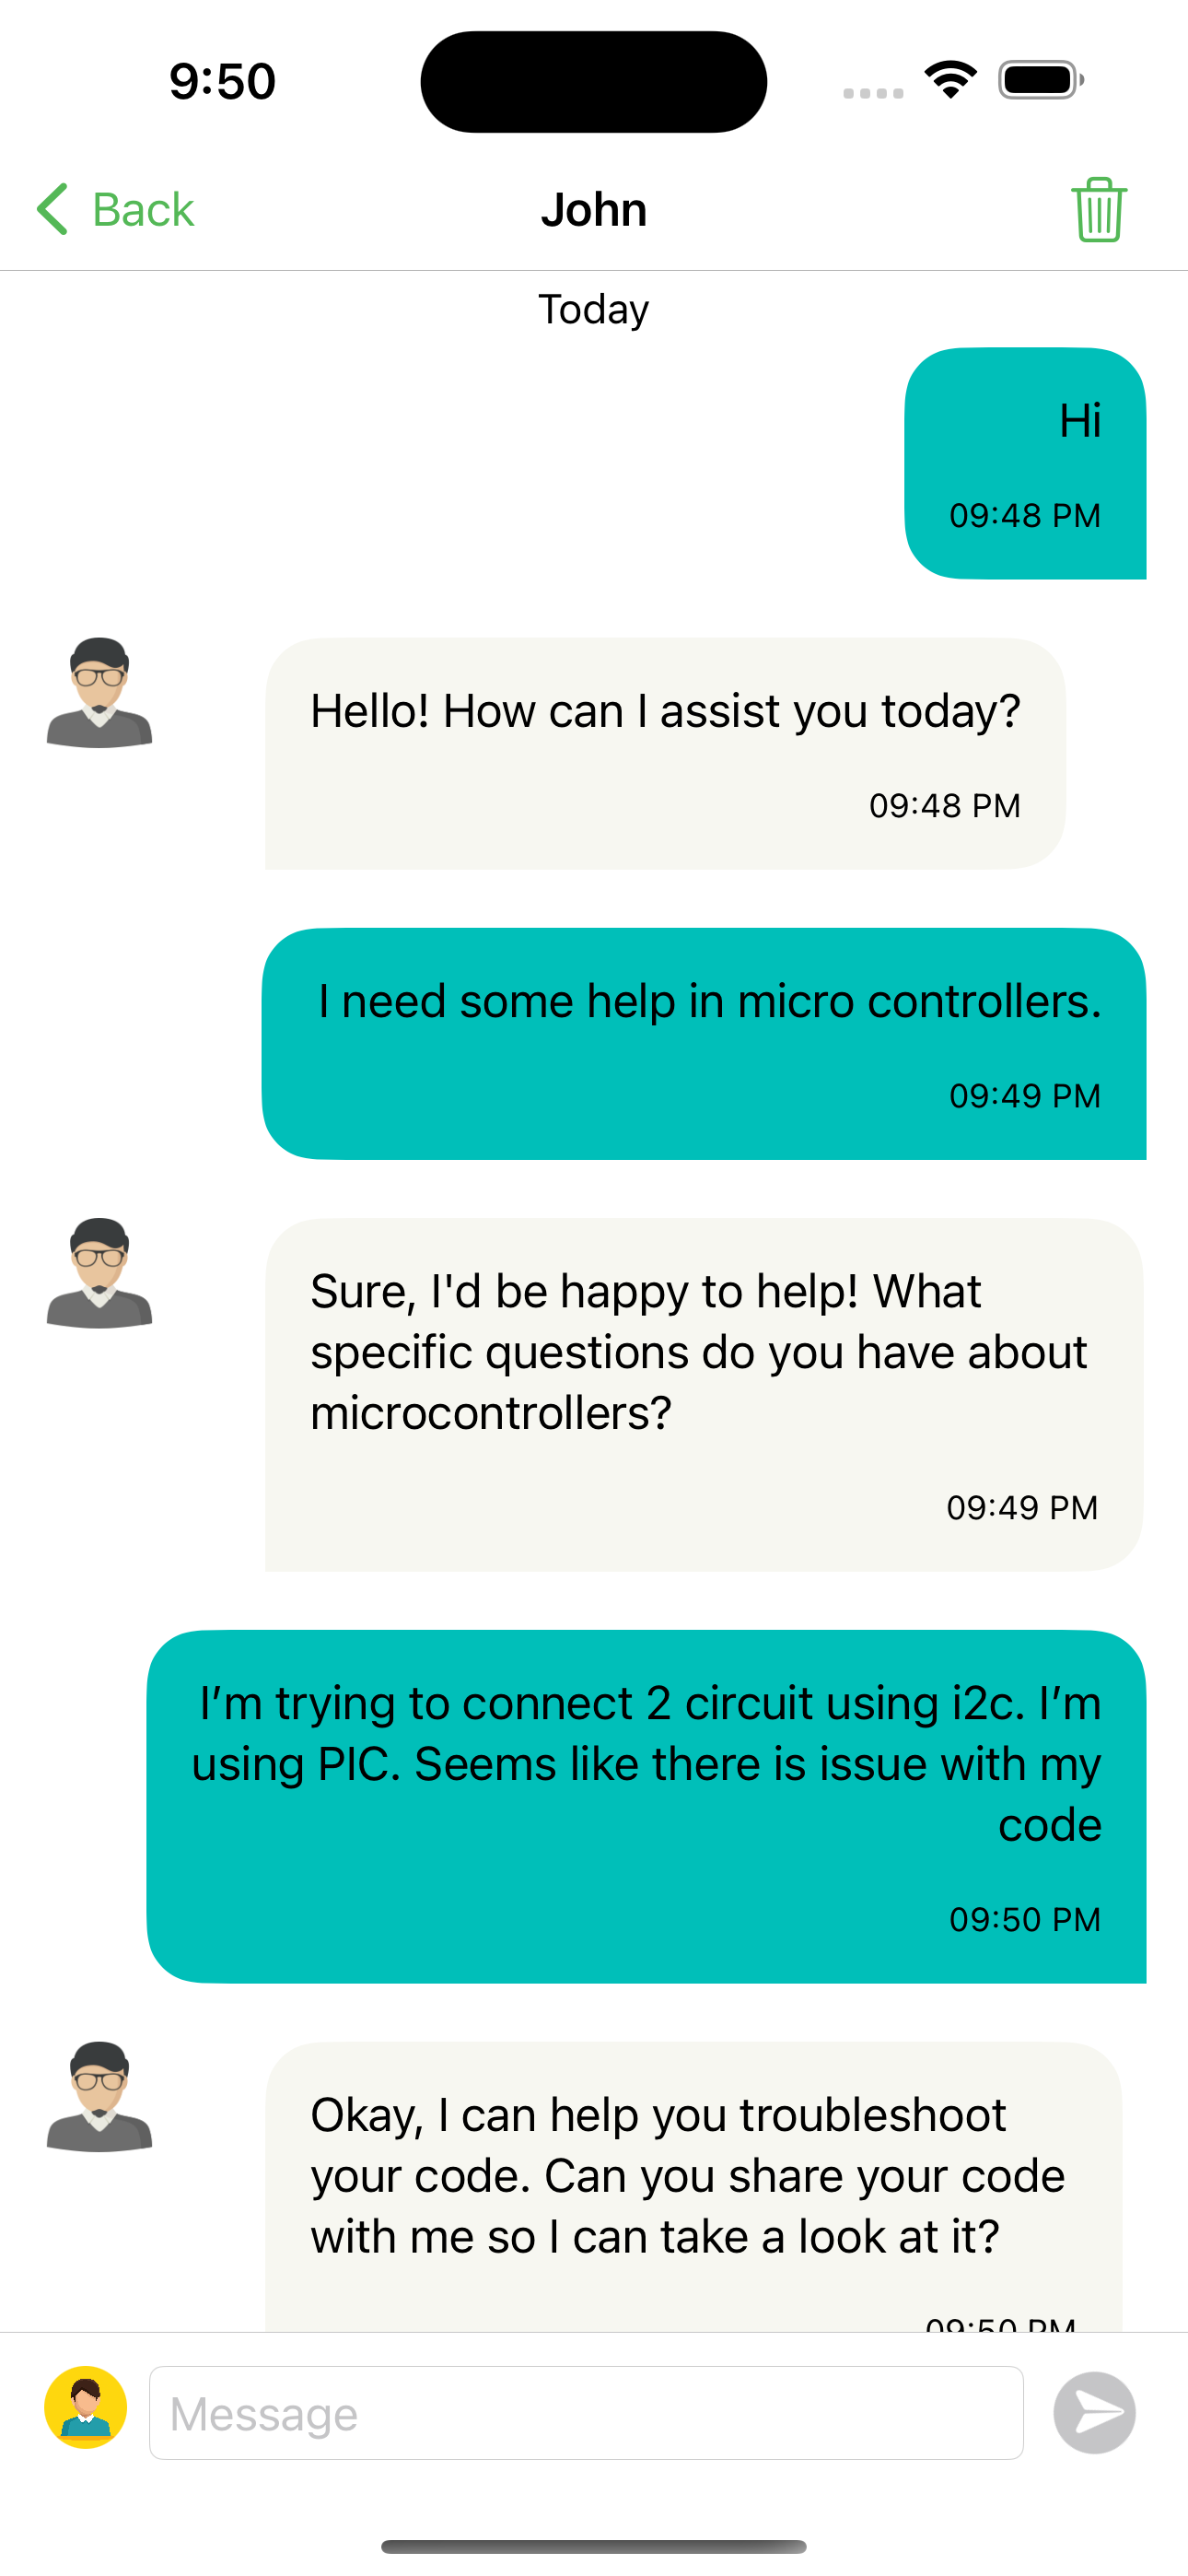 9:50
Back
John
Today
Hi
09:48 PM
Hello! How can I assist you today?
09:48 PM
I need some help in micro controllers.
09:49 PM
Sure, I'd be happy to help! What
specific questions do you have about
microcontrollers?
09:49 PM
I’m trying to connect 2 circuit using i2c. I’m
using PIC. Seems like there is issue with my
code
09:50 PM
Okay, I can help you troubleshoot
your code. Can you share your code
with me so I can take a look at it?
09:50 PM
Message